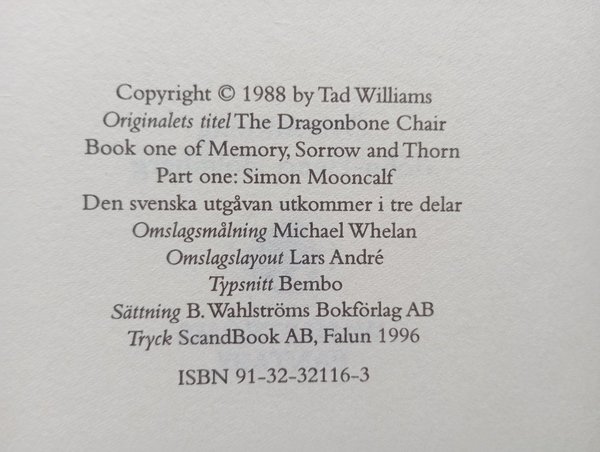 Copyright © 1988 by Tad Williams
Originalets titel The Dragonbone Chair
Book one of Memory, Sorrow and Thorn
Part one: Simon Mooncalf
Den svenska utgåvan utkommer i tre delar
Omslagsmålning Michael Whelan
Omslagslayout Lars André
Typsnitt Bembo
Sättning B. Wahlströms Bokförlag AB
Tryck ScandBook AB, Falun 1996
ISBN 91-32-32116-3